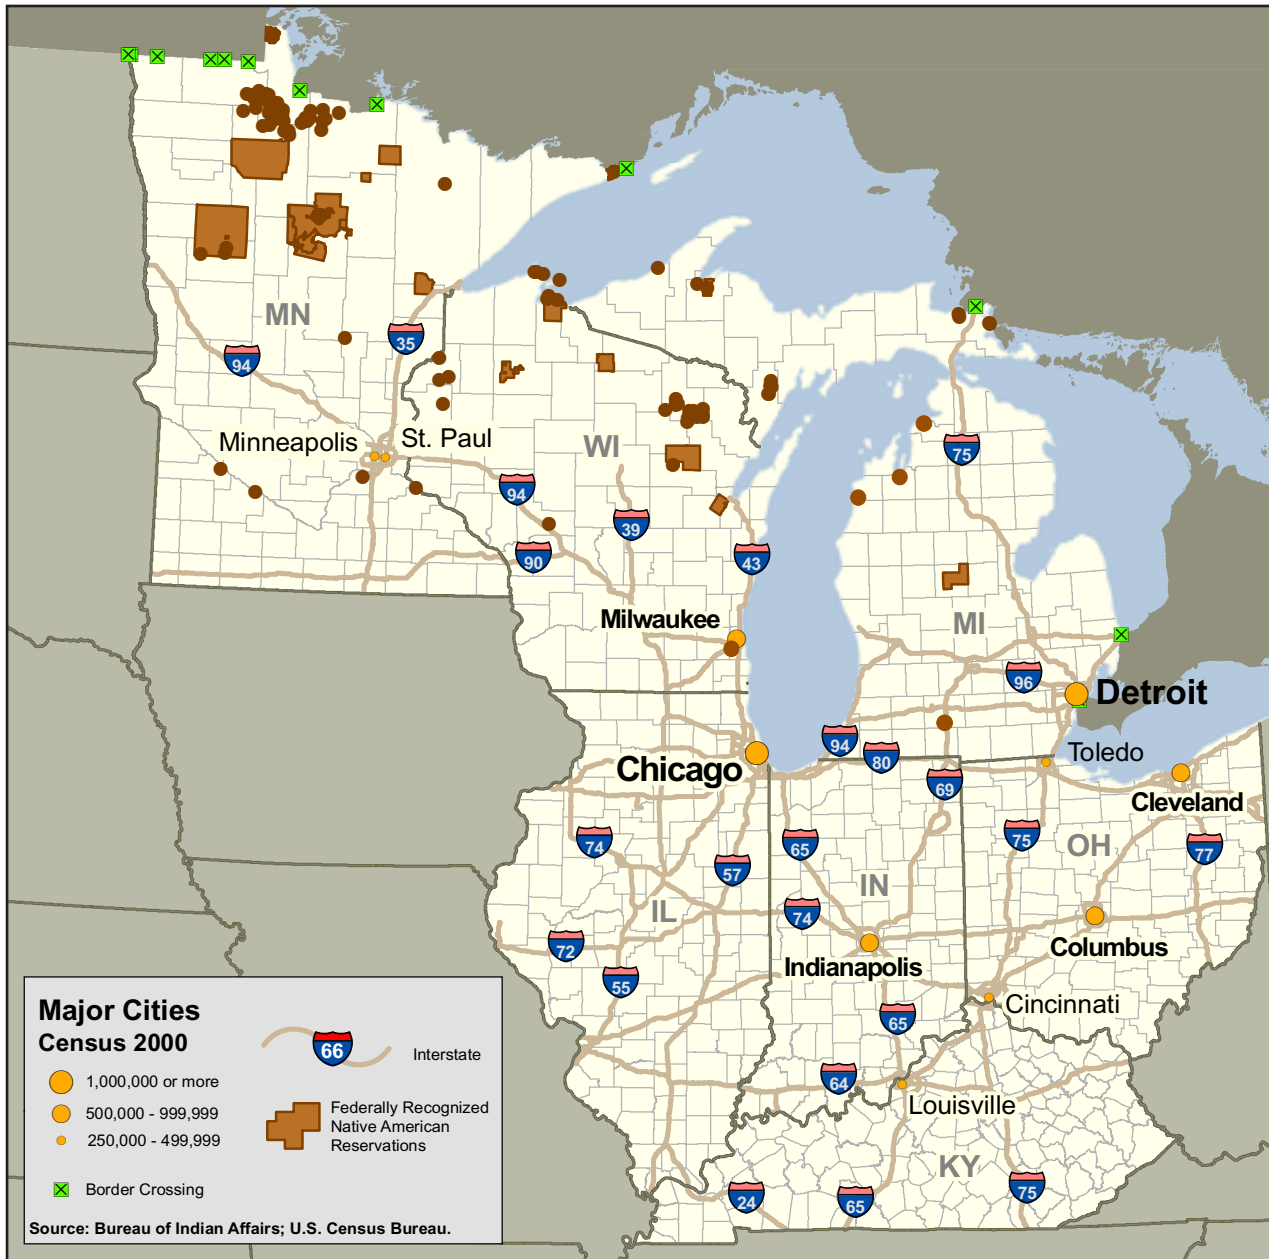 MN
35
94
Minneapolis
St. Paul
WI
75
94
39
90
43
Milwaukee
MI
96
Detroit
94
80
Toledo
Chicago
69
Cleveland
74
65
75
OH
77
57
IN
IL
74
72
Columbus
Indianapolis
55
Cincinnati
65
64
Louisville
KY
24
65
75
Major Cities
Census 2000
1,000,000 or more
500,000 - 999,999
250,000 - 499,999
Border Crossing
66
Interstate
Federally Recognized
Native American
Reservations
Source: Bureau of Indian Affairs; U.S. Census Bureau.